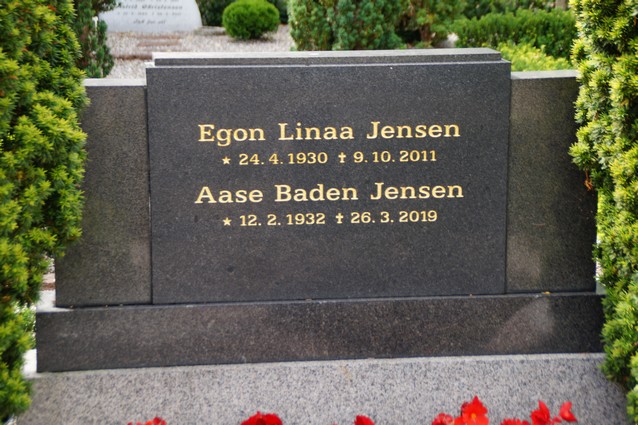 Egon Linaa Jensen
★ 24. 4. 1930 ✝ 9. 10. 2011
Aase Baden Jensen
★ 12. 2. 1932 ✝ 26. 3. 2019